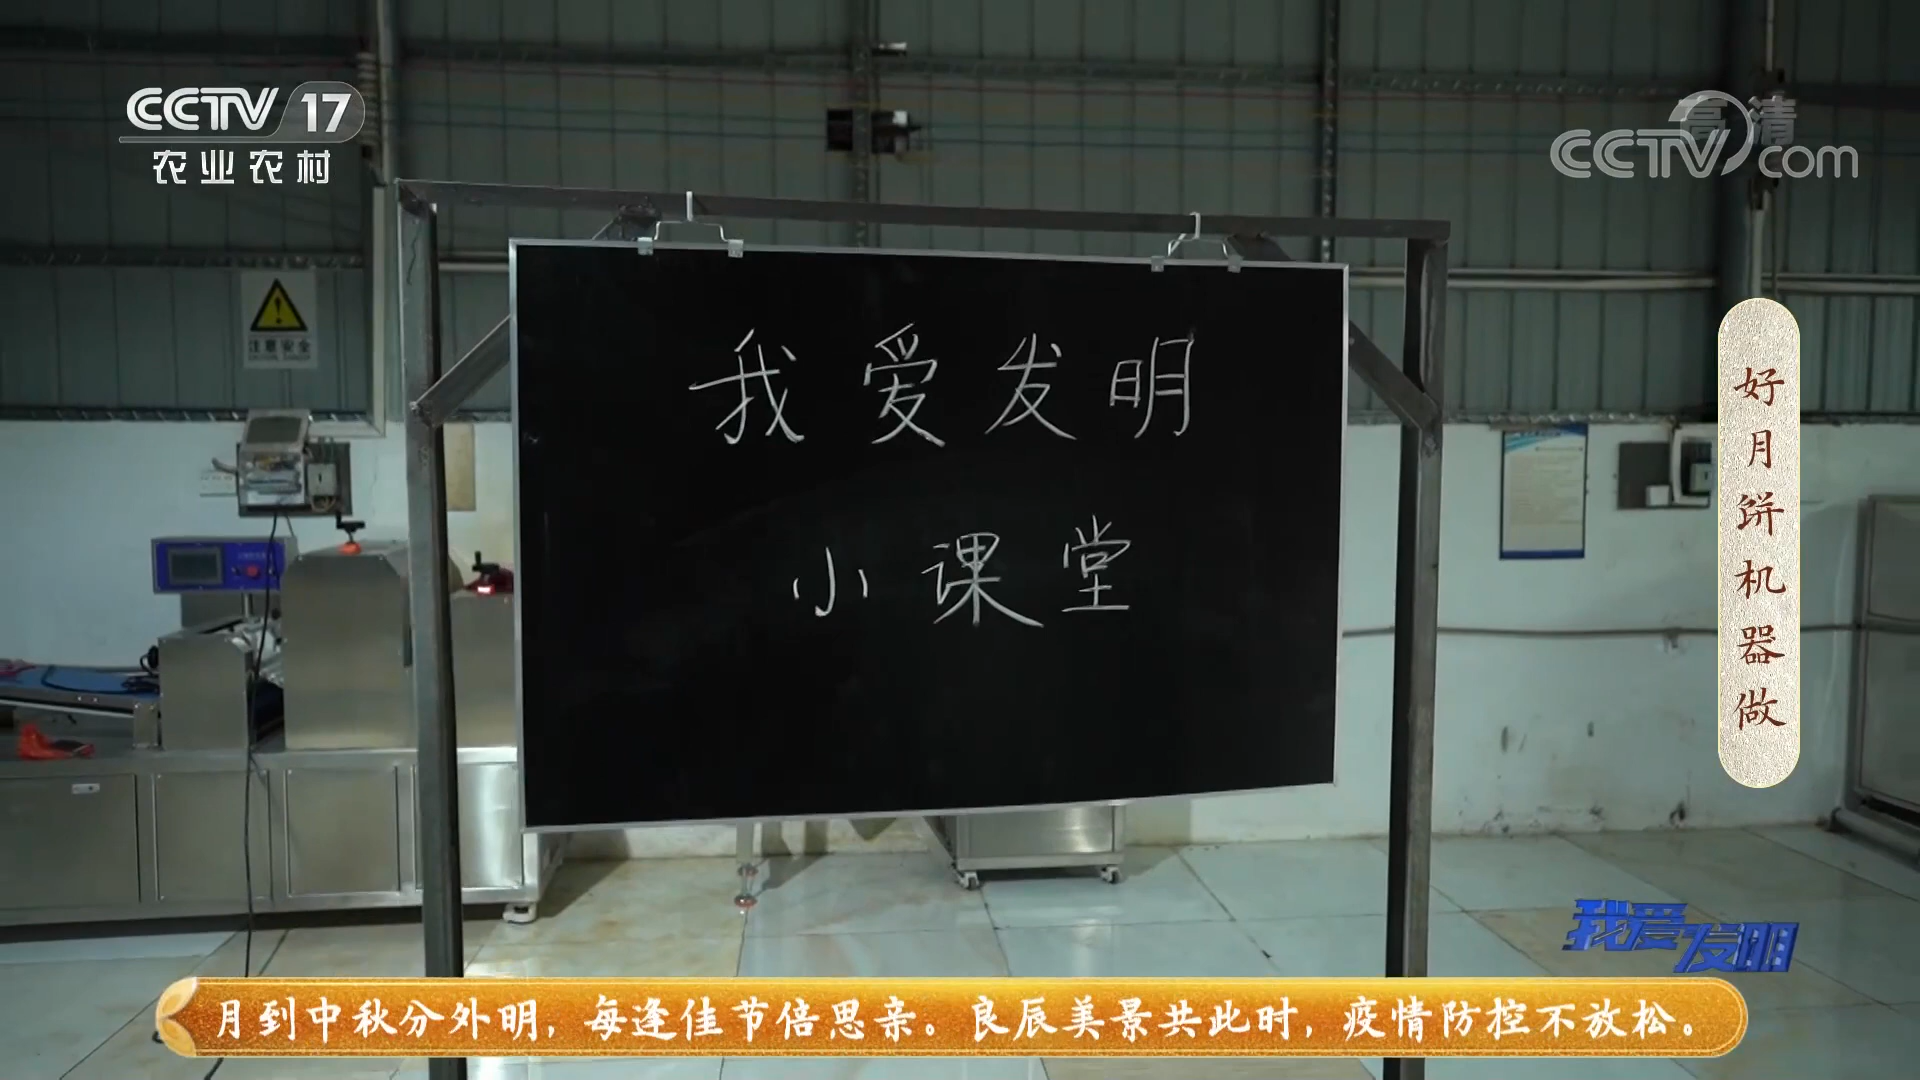 CCTV 17
农业农村
高清
CCTV.com
注意安全
我爱发明
小课堂
好月饼机器做
我爱发明
月到中秋分外明，每逢佳节倍思亲。良辰美景共此时，疫情防控不放松。